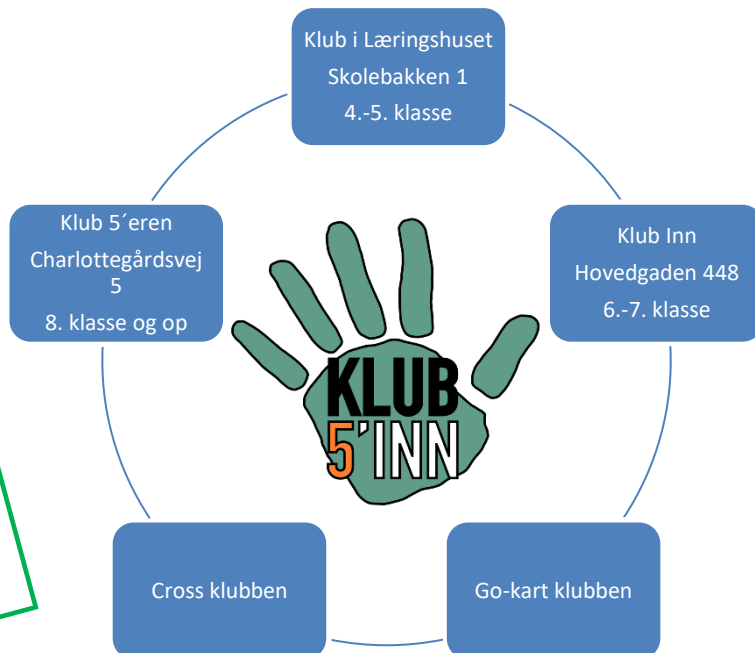 Klub i Læringshuset
Skolebakken 1
4.-5. klasse
Klub 5´eren
Charlottegårdsvej
5
8. klasse og op
Klub Inn
Hovedgaden 448
6.-7. klasse
KLUB
5'INN
Cross klubben
Go-kart klubben